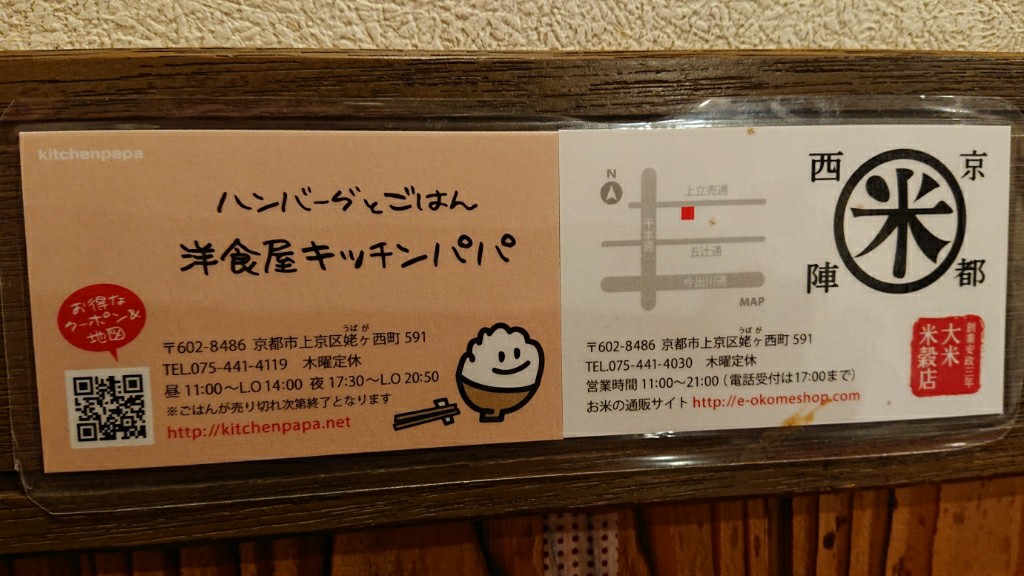 kitchenpapa
ハンバーグとごはん
洋食屋キッチンパパ
お得な
クーポン&
地図
うばが
〒602-8486 京都市上京区姥ヶ西町 591
TEL.075-441-4119 木曜定休
昼 11:00～L.O 14:00 夜 17:30～L.O 20:50
※ごはんが売り切れ次第終了となります
http://kitchenpapa.net
N
上立売通
千本通
五辻通
今出川通
MAP
京都
西陣
米
創業安政三年
大米
米穀店
うばが
〒602-8486 京都市上京区姥ヶ西町 591
TEL.075-441-4030 木曜定休
営業時間 11:00～21:00 (電話受付は17:00まで)
お米の通販サイト http://e-okomeshop.com